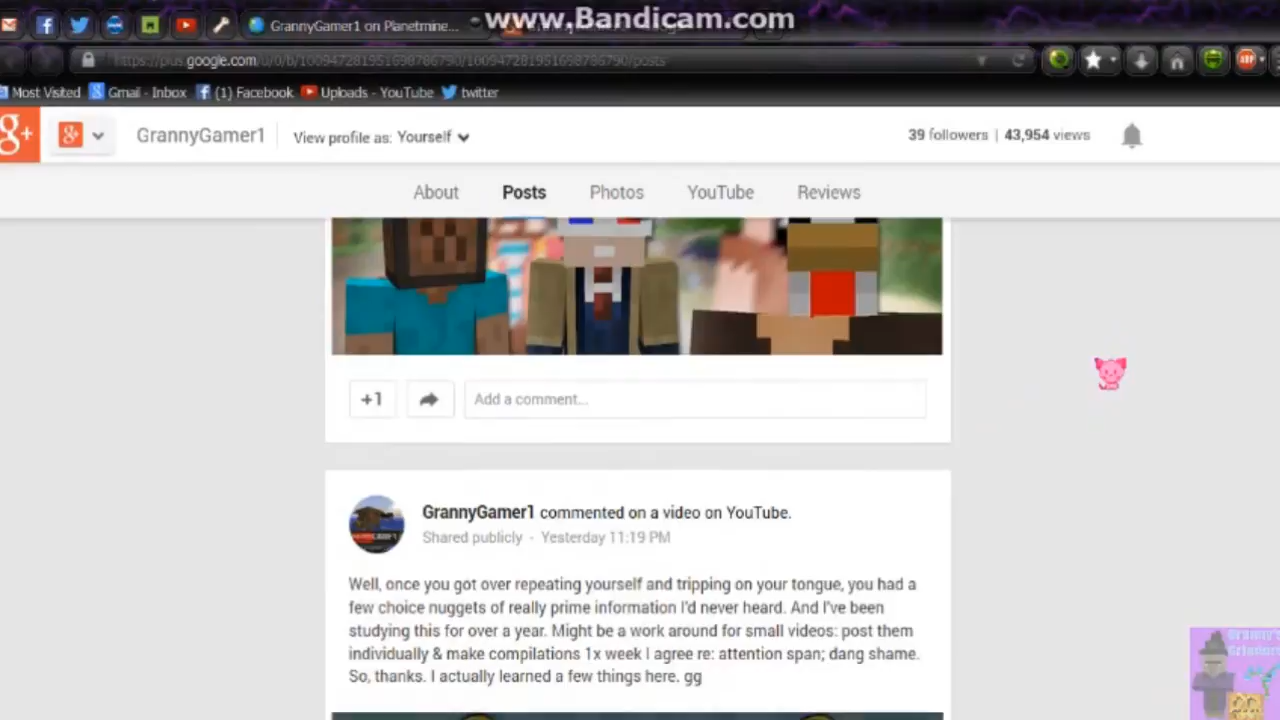 www.Bandicam.com
GrannyGamer1 on Planetmine...
https://plus.google.com/u/0/b/100947281951698786790/100947281951698786790/posts
Most Visited Gmail - Inbox (1) Facebook Uploads - YouTube twitter
g+ GrannyGamer1 View profile as: Yourself 39 followers | 43,954 views
About Posts Photos YouTube Reviews
+1 Add a comment...
GrannyGamer1 commented on a video on YouTube.
Shared publicly - Yesterday 11:19 PM
Well, once you got over repeating yourself and tripping on your tongue, you had a
few choice nuggets of really prime information I'd never heard. And I've been
studying this for over a year. Might be a work around for small videos: post them
individually & make compilations 1x week I agree re: attention span; dang shame.
So, thanks. I actually learned a few things here. gg
Granny's
Grinders